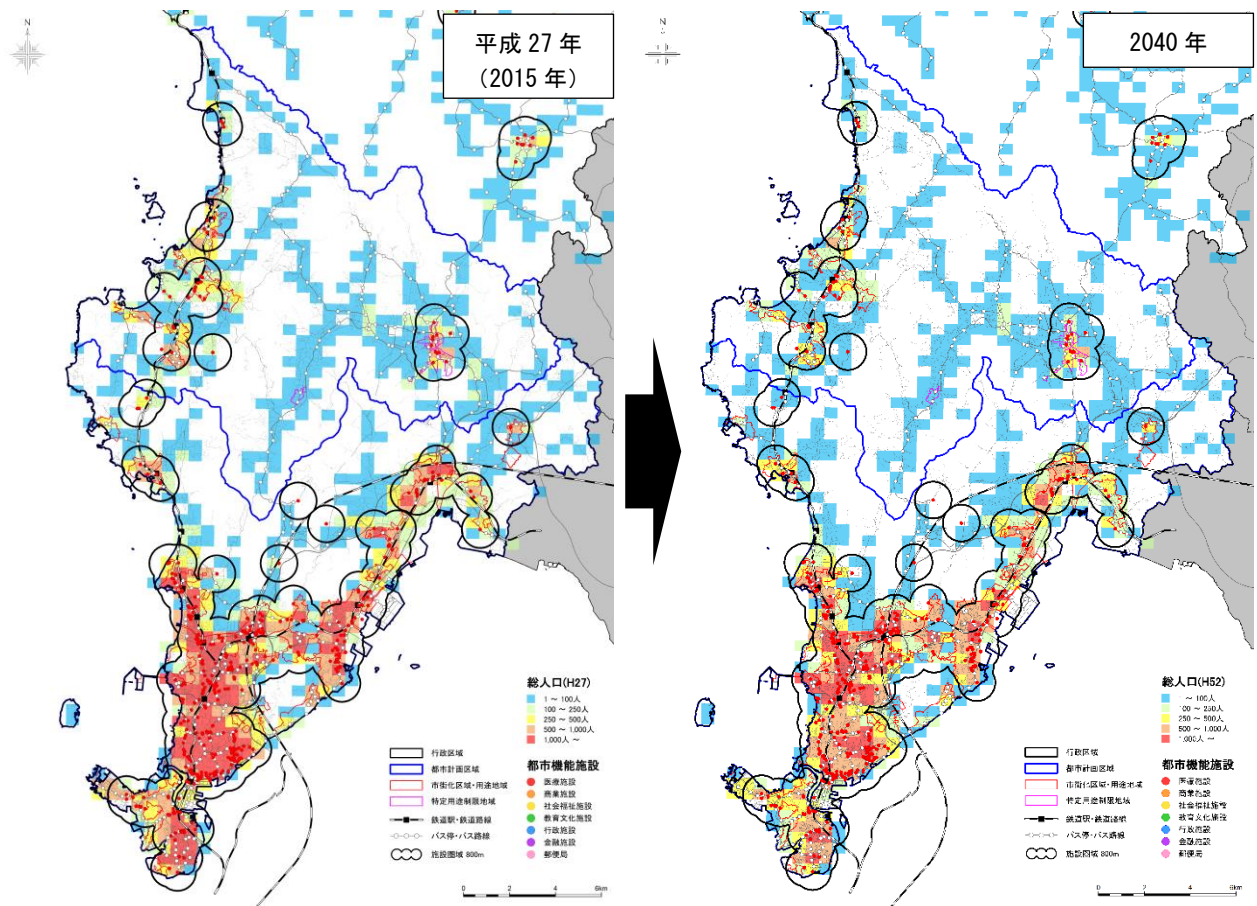 N
平成 27 年
(2015 年)
総人口(H27)
1 ～ 100人
100 ～ 250人
250 ～ 500人
500 ～ 1,000人
1,000人 ～
行政区域
都市計画区域
市街化区域・用途地域
特定用途制限地域
鉄道駅・鉄道路線
バス停・バス路線
施設圏域 800m
都市機能施設
医療施設
商業施設
社会福祉施設
教育文化施設
行政施設
金融施設
郵便局
0 2 4 6km
N
2040 年
総人口(H52)
～ 100人
100 ～ 250人
250 ～ 500人
500 ～ 1,000人
1,000人 ～
行政区域
都市計画区域
市街化区域・用途地域
特定用途制限地域
鉄道駅・鉄道路線
バス停・バス路線
施設圏域 800m
都市機能施設
医療施設
商業施設
社会福祉施設
教育文化施設
行政施設
金融施設
郵便局
0 2 4 6km